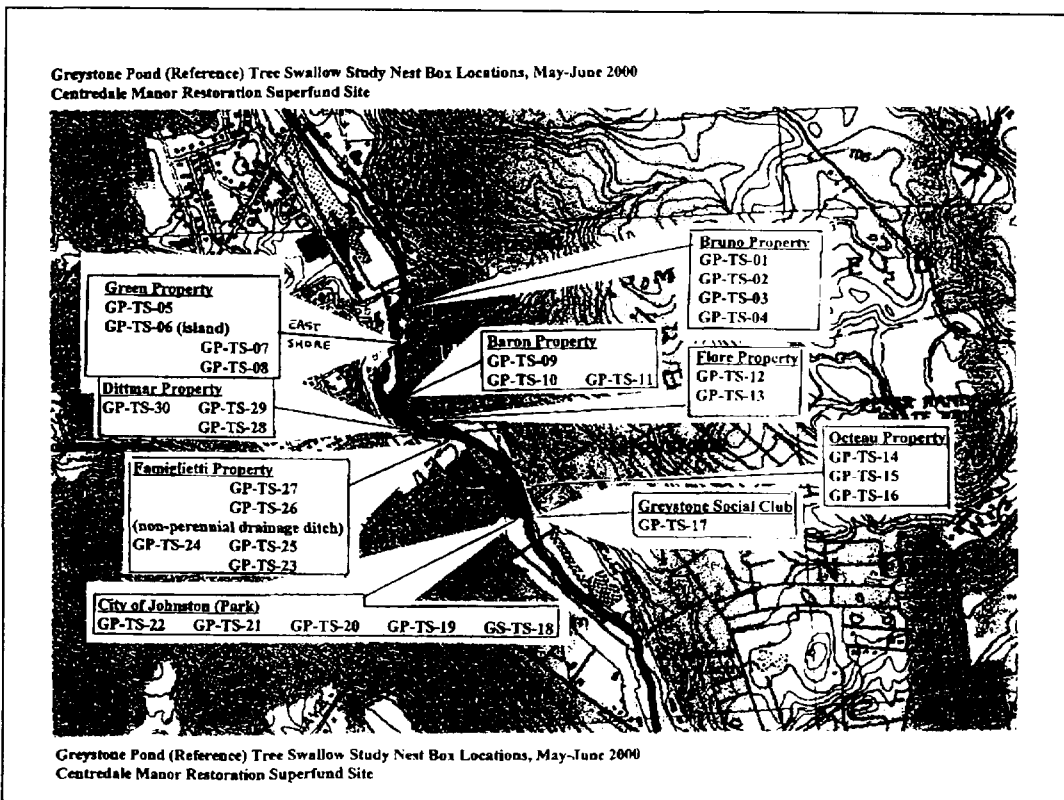 Greystone Pond (Reference) Tree Swallow Study Nest Box Locations, May-June 2000
Centredale Manor Restoration Superfund Site
Bruno Property
GP-TS-01
GP-TS-02
GP-TS-03
GP-TS-04
Green Property
GP-TS-05
GP-TS-06 (island)
GP-TS-07
GP-TS-08
EAST
SHORE
Baron Property
GP-TS-09
GP-TS-10 GP-TS-11
Flore Property
GP-TS-12
GP-TS-13
Dittmar Property
GP-TS-30 GP-TS-29
GP-TS-28
Octeau Property
GP-TS-14
GP-TS-15
GP-TS-16
Famiglietti Property
GP-TS-27
GP-TS-26
(non-perennial drainage ditch)
GP-TS-24 GP-TS-25
GP-TS-23
Greystone Social Club
GP-TS-17
City of Johnston (Park)
GP-TS-22 GP-TS-21 GP-TS-20 GP-TS-19 GS-TS-18
Greystone Pond (Reference) Tree Swallow Study Nest Box Locations, May-June 2000
Centredale Manor Restoration Superfund Site